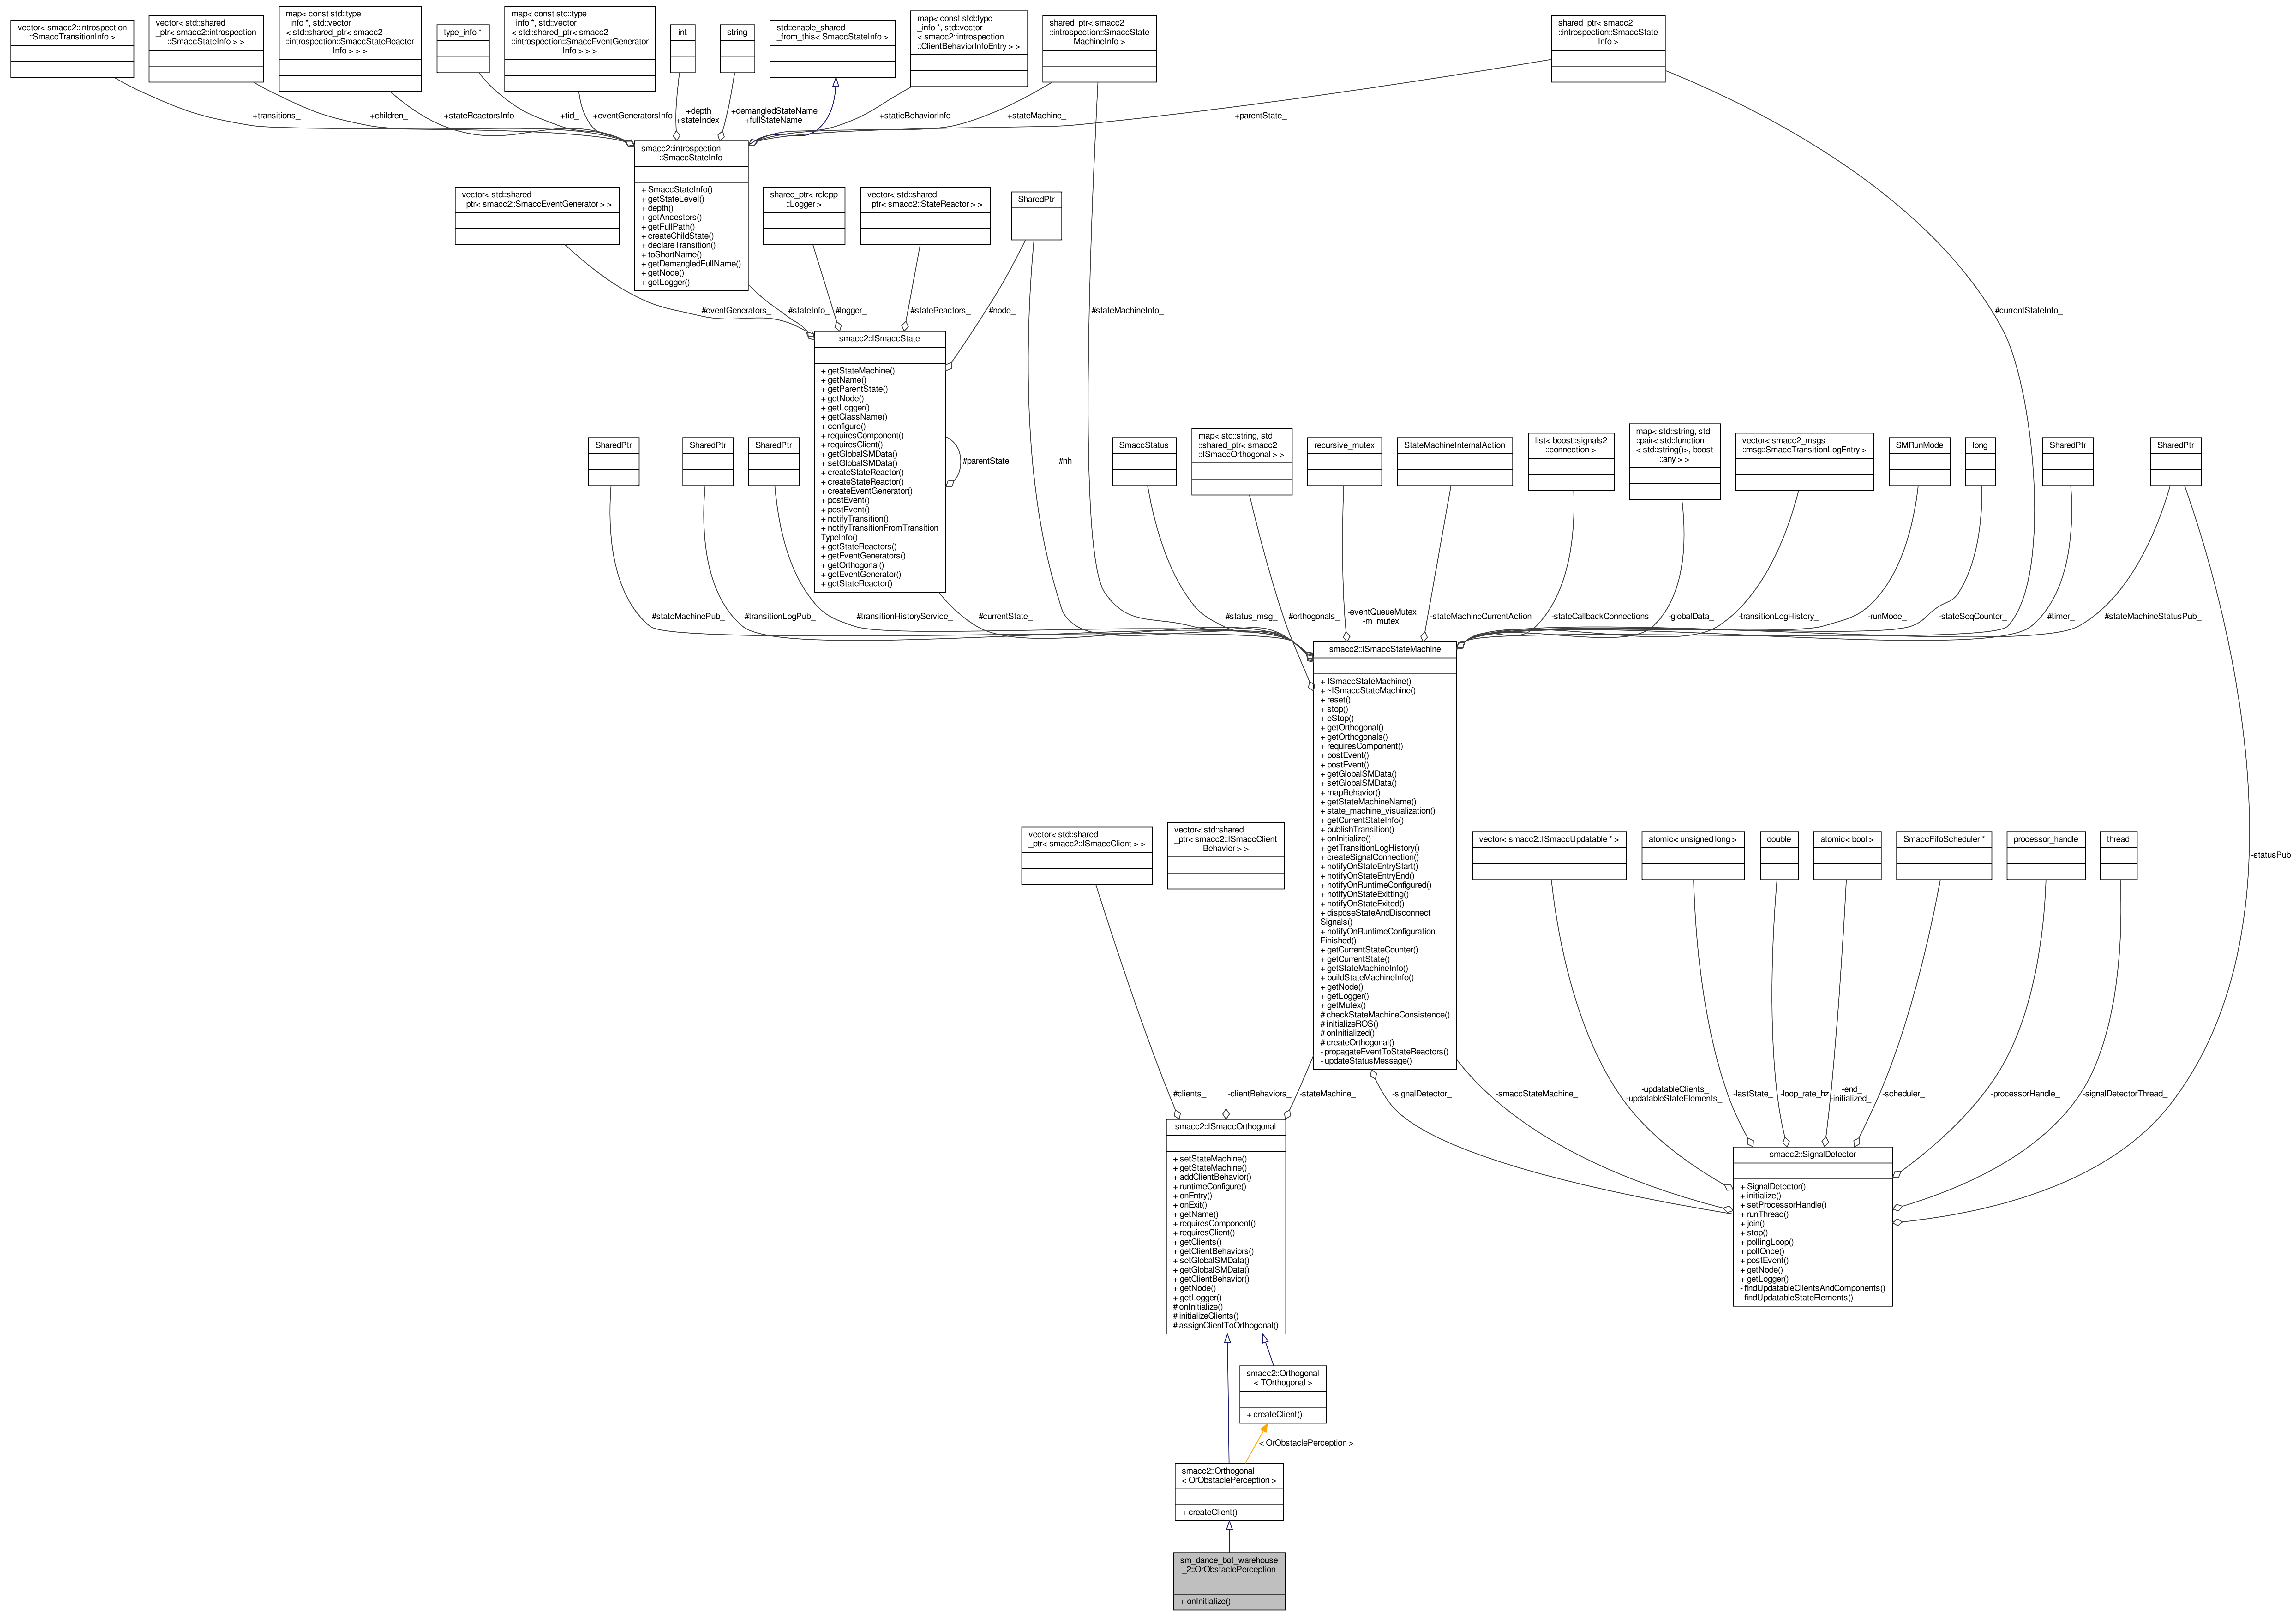 vector< smacc2::introspection
::SmaccTransitionInfo >
vector< std::shared
_ptr< smacc2::introspection
::SmaccStateInfo > >
map< const std::type
_info *, std::vector
< std::shared_ptr< smacc2
::introspection::SmaccStateReactor
Info > > >
type_info *
map< const std::type
_info *, std::vector
< std::shared_ptr< smacc2
::introspection::SmaccEventGenerator
Info > > >
int
string
std::enable_shared
_from_this< SmaccStateInfo >
map< const std::type
_info *, std::vector
< smacc2::introspection
::ClientBehaviorInfoEntry > >
shared_ptr< smacc2
::introspection::SmaccState
MachineInfo >
shared_ptr< smacc2
::introspection::SmaccState
Info >
+transitions_
+children_
+stateReactorsInfo
+tid_
+eventGeneratorsInfo
+depth_
+stateIndex_
+demangledStateName
+fullStateName
+staticBehaviorInfo
+stateMachine_
+parentState_
smacc2::introspection
::SmaccStateInfo
+ SmaccStateInfo()
+ getStateLevel()
+ depth()
+ getAncestors()
+ getFullPath()
+ createChildState()
+ declareTransition()
+ toShortName()
+ getDemangledFullName()
+ getNode()
+ getLogger()
vector< std::shared
_ptr< smacc2::SmaccEventGenerator > >
shared_ptr< rclcpp
::Logger >
vector< std::shared
_ptr< smacc2::StateReactor > >
SharedPtr
#eventGenerators_
#stateInfo_
#logger_
#stateReactors_
#node_
#stateMachineInfo_
#currentStateInfo_
smacc2::ISmaccState
+ getStateMachine()
+ getName()
+ getParentState()
+ getNode()
+ getLogger()
+ getClassName()
+ configure()
+ requiresComponent()
+ requiresClient()
+ getGlobalSMData()
+ setGlobalSMData()
+ createStateReactor()
+ createStateReactor()
+ createEventGenerator()
+ postEvent()
+ postEvent()
+ notifyTransition()
+ notifyTransitionFromTransition
TypeInfo()
+ getStateReactors()
+ getEventGenerators()
+ getOrthogonal()
+ getEventGenerator()
+ getStateReactor()
#parentState_
#nh_
SharedPtr
SharedPtr
SharedPtr
SmaccStatus
map< std::string, std
::shared_ptr< smacc2
::ISmaccOrthogonal > >
recursive_mutex
StateMachineInternalAction
list< boost::signals2
::connection >
map< std::string, std
::pair< std::function
< std::string()>, boost
::any > >
vector< smacc2_msgs
::msg::SmaccTransitionLogEntry >
SMRunMode
long
SharedPtr
SharedPtr
#stateMachinePub_
#transitionLogPub_
#transitionHistoryService_
#currentState_
#status_msg_
#orthogonals_
-eventQueueMutex_
-m_mutex_
-stateMachineCurrentAction
-stateCallbackConnections
-globalData_
-transitionLogHistory_
-runMode_
-stateSeqCounter_
#timer_
#stateMachineStatusPub_
smacc2::ISmaccStateMachine
+ ISmaccStateMachine()
+ ~ISmaccStateMachine()
+ reset()
+ stop()
+ eStop()
+ getOrthogonal()
+ getOrthogonals()
+ requiresComponent()
+ postEvent()
+ postEvent()
+ getGlobalSMData()
+ setGlobalSMData()
+ mapBehavior()
+ getStateMachineName()
+ state_machine_visualization()
+ getCurrentStateInfo()
+ publishTransition()
+ onInitialize()
+ getTransitionLogHistory()
+ createSignalConnection()
+ notifyOnStateEntryStart()
+ notifyOnStateEntryEnd()
+ notifyOnRuntimeConfigured()
+ notifyOnStateExitting()
+ notifyOnStateExited()
+ disposeStateAndDisconnect
Signals()
+ notifyOnRuntimeConfiguration
Finished()
+ getCurrentStateCounter()
+ getCurrentState()
+ getStateMachineInfo()
+ buildStateMachineInfo()
+ getNode()
+ getLogger()
+ getMutex()
# checkStateMachineConsistence()
# initializeROS()
# onInitialized()
# createOrthogonal()
- propagateEventToStateReactors()
- updateStatusMessage()
vector< std::shared
_ptr< smacc2::ISmaccClient > >
vector< std::shared
_ptr< smacc2::ISmaccClient
Behavior > >
vector< smacc2::ISmaccUpdatable * >
atomic< unsigned long >
double
atomic< bool >
SmaccFifoScheduler *
processor_handle
thread
-statusPub_
#clients_
-clientBehaviors_
-stateMachine_
-signalDetector_
-smaccStateMachine_
-updatableClients_
-updatableStateElements_
-lastState_
-loop_rate_hz
-end_
-initialized_
-scheduler_
-processorHandle_
-signalDetectorThread_
smacc2::ISmaccOrthogonal
+ setStateMachine()
+ getStateMachine()
+ addClientBehavior()
+ runtimeConfigure()
+ onEntry()
+ onExit()
+ getName()
+ requiresComponent()
+ requiresClient()
+ getClients()
+ getClientBehaviors()
+ setGlobalSMData()
+ getGlobalSMData()
+ getClientBehavior()
+ getNode()
+ getLogger()
# onInitialize()
# initializeClients()
# assignClientToOrthogonal()
smacc2::SignalDetector
+ SignalDetector()
+ initialize()
+ setProcessorHandle()
+ runThread()
+ join()
+ stop()
+ pollingLoop()
+ pollOnce()
+ postEvent()
+ getNode()
+ getLogger()
- findUpdatableClientsAndComponents()
- findUpdatableStateElements()
smacc2::Orthogonal
< TOrthogonal >
+ createClient()
< OrObstaclePerception >
smacc2::Orthogonal
< OrObstaclePerception >
+ createClient()
sm_dance_bot_warehouse
_2::OrObstaclePerception
+ onInitialize()